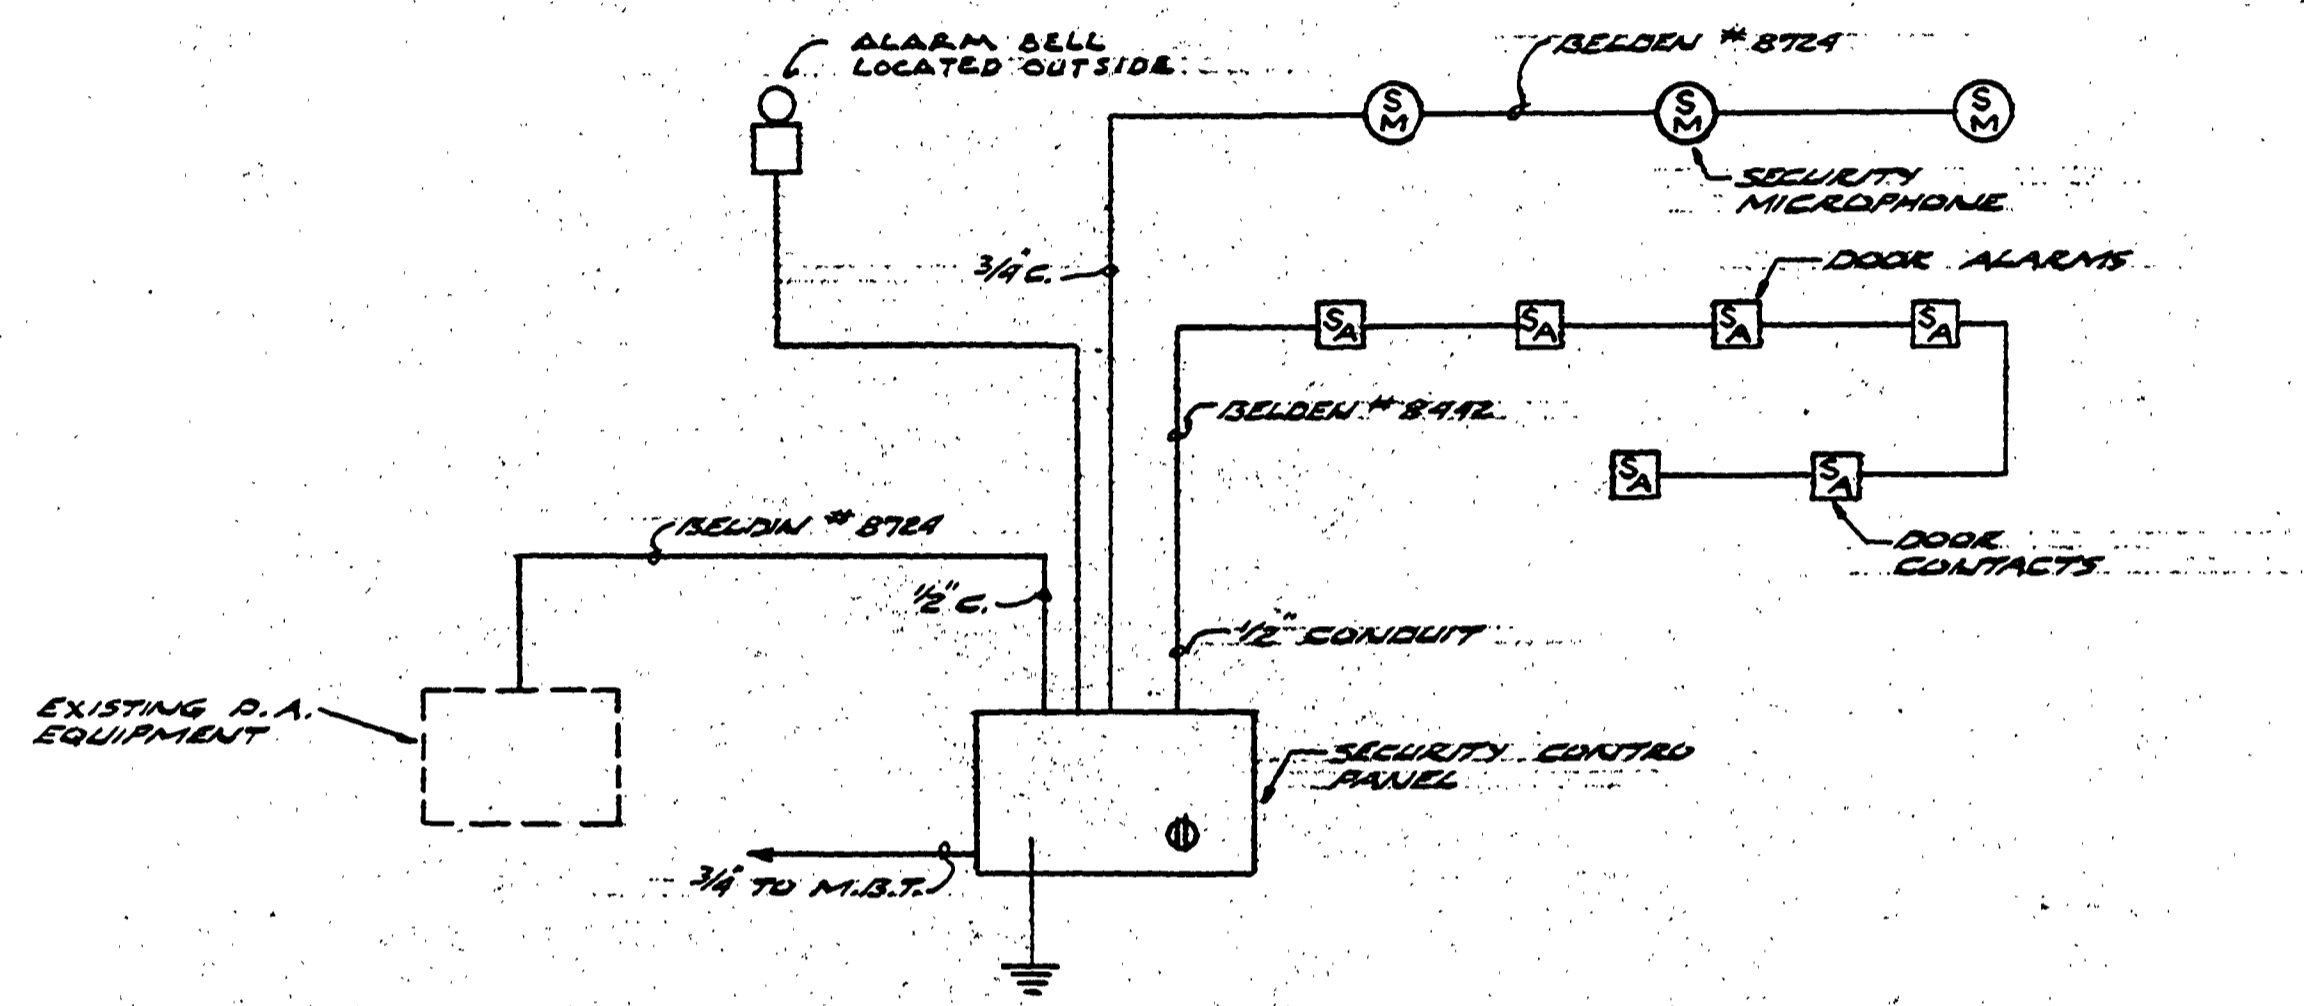 ALARM BELL
LOCATED OUTSIDE
BELDEN # 8724
S
M
S
M
S
M
SECURITY
MICROPHONE
3/4" C.
DOOR ALARMS
S
A
S
A
S
A
S
A
BELDEN # 8442
S
A
S
A
DOOR
CONTACTS
BELDIN # 8724
1/2" C.
1/2" CONDUIT
EXISTING P.A.
EQUIPMENT
SECURITY CONTRO
PANEL
3/4" TO M.B.T.